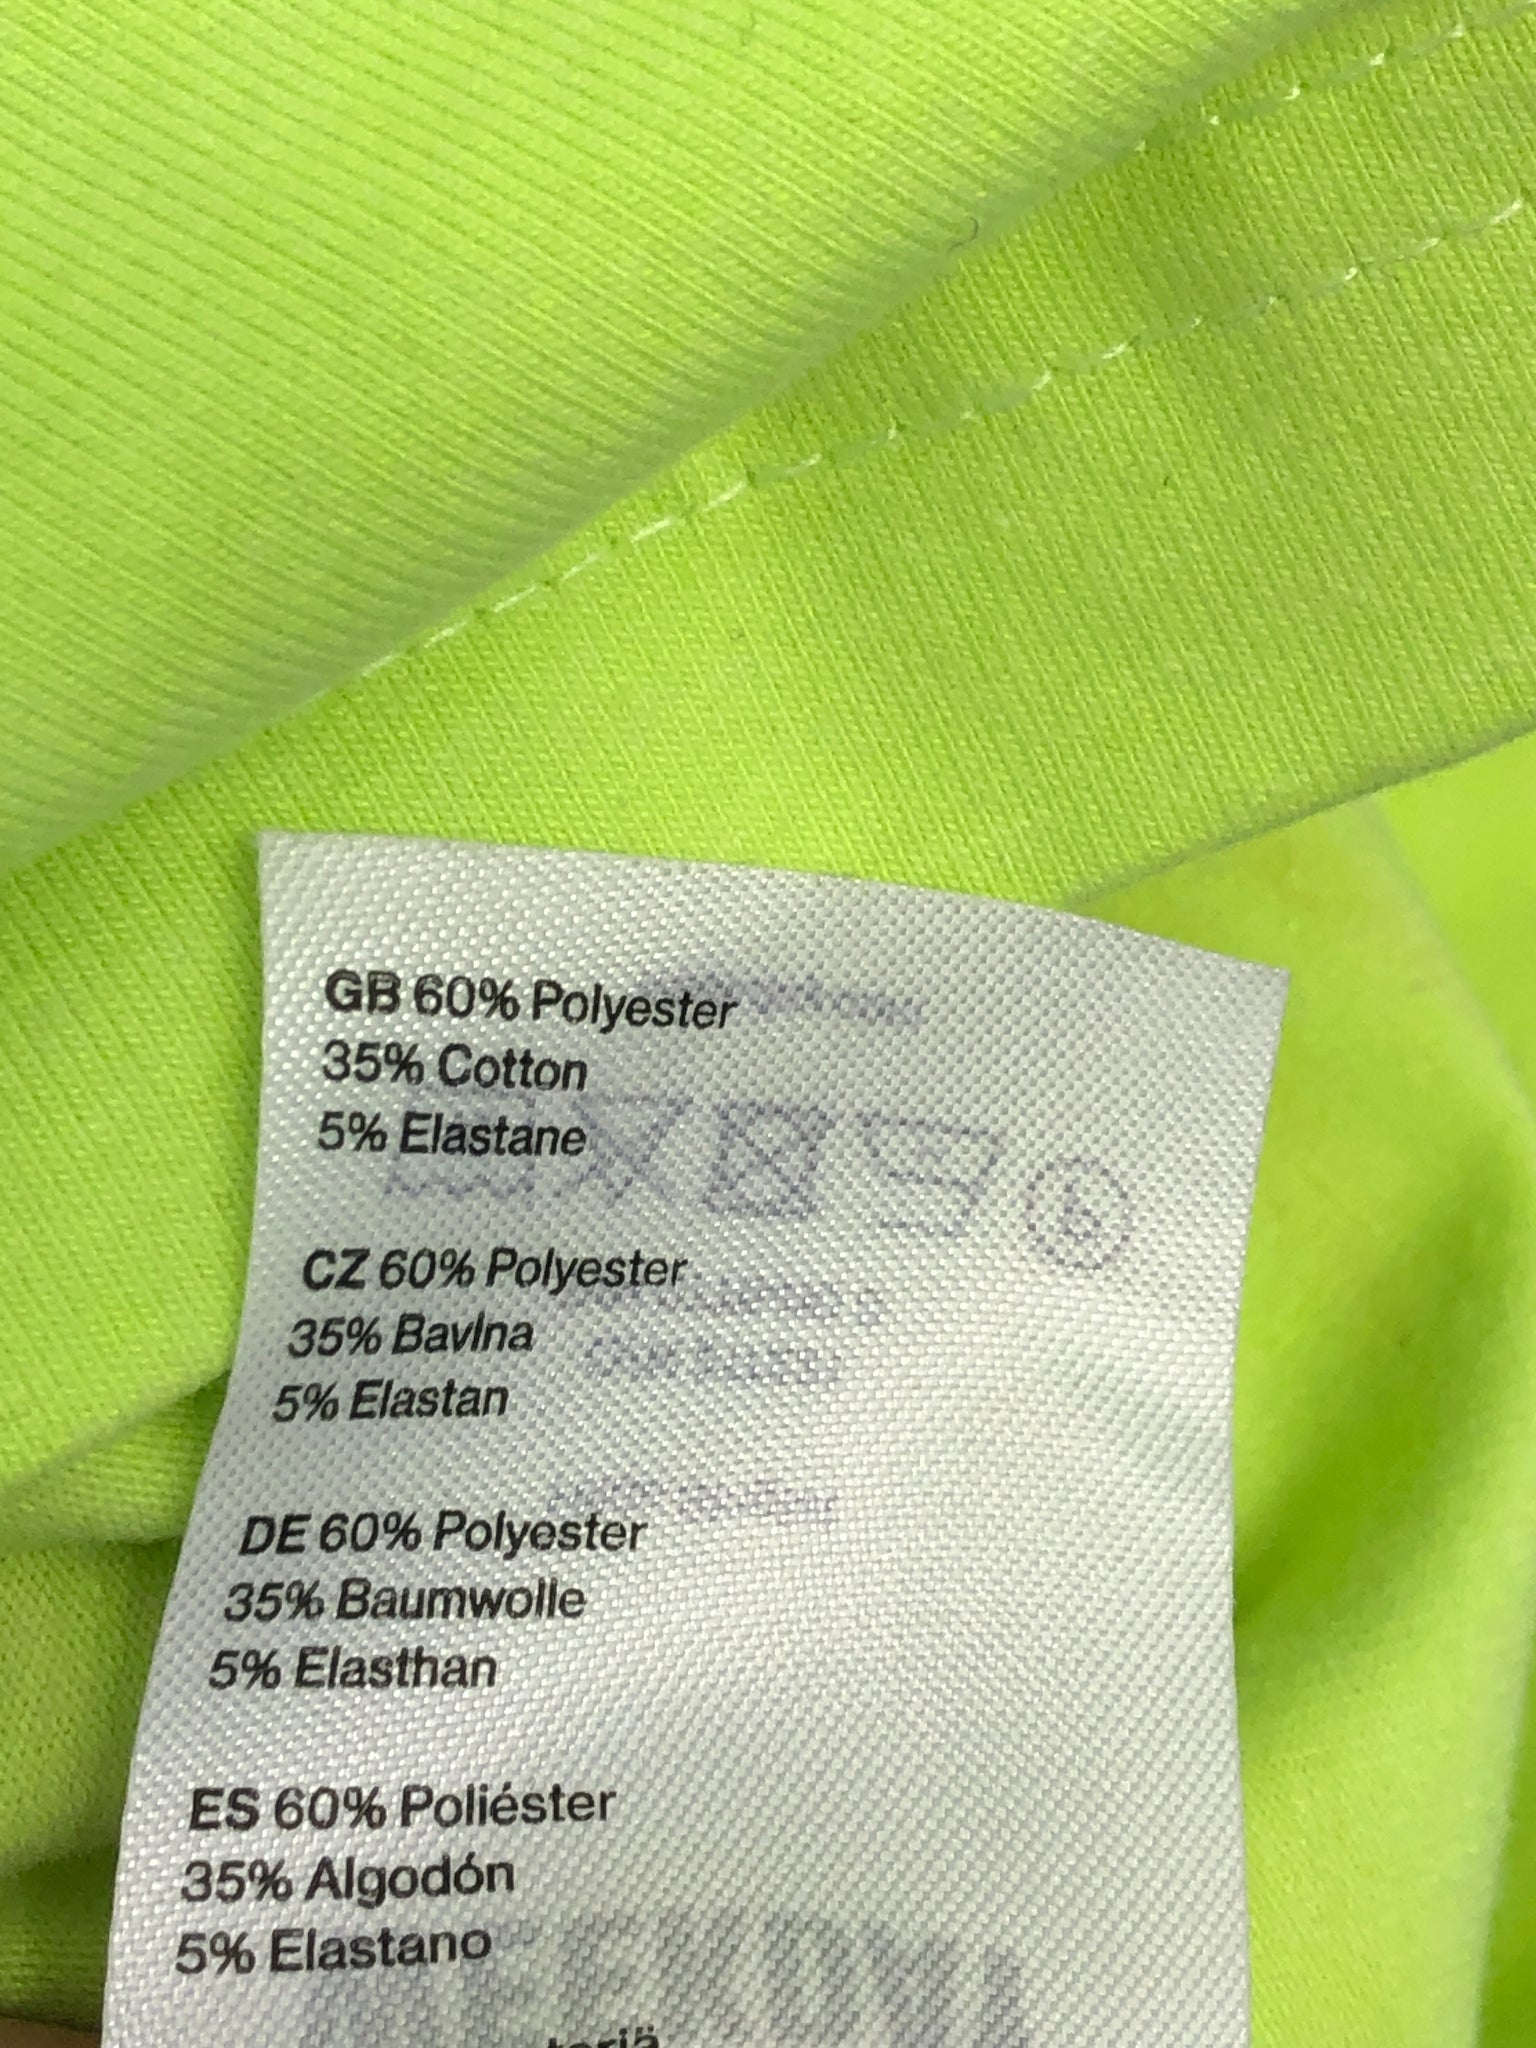 GB 60% Polyester
35% Cotton
5% Elastane
CZ 60% Polyester
35% Bavlna
5% Elastan
DE 60% Polyester
35% Baumwolle
5% Elasthan
ES 60% Poliéster
35% Algodón
5% Elastano